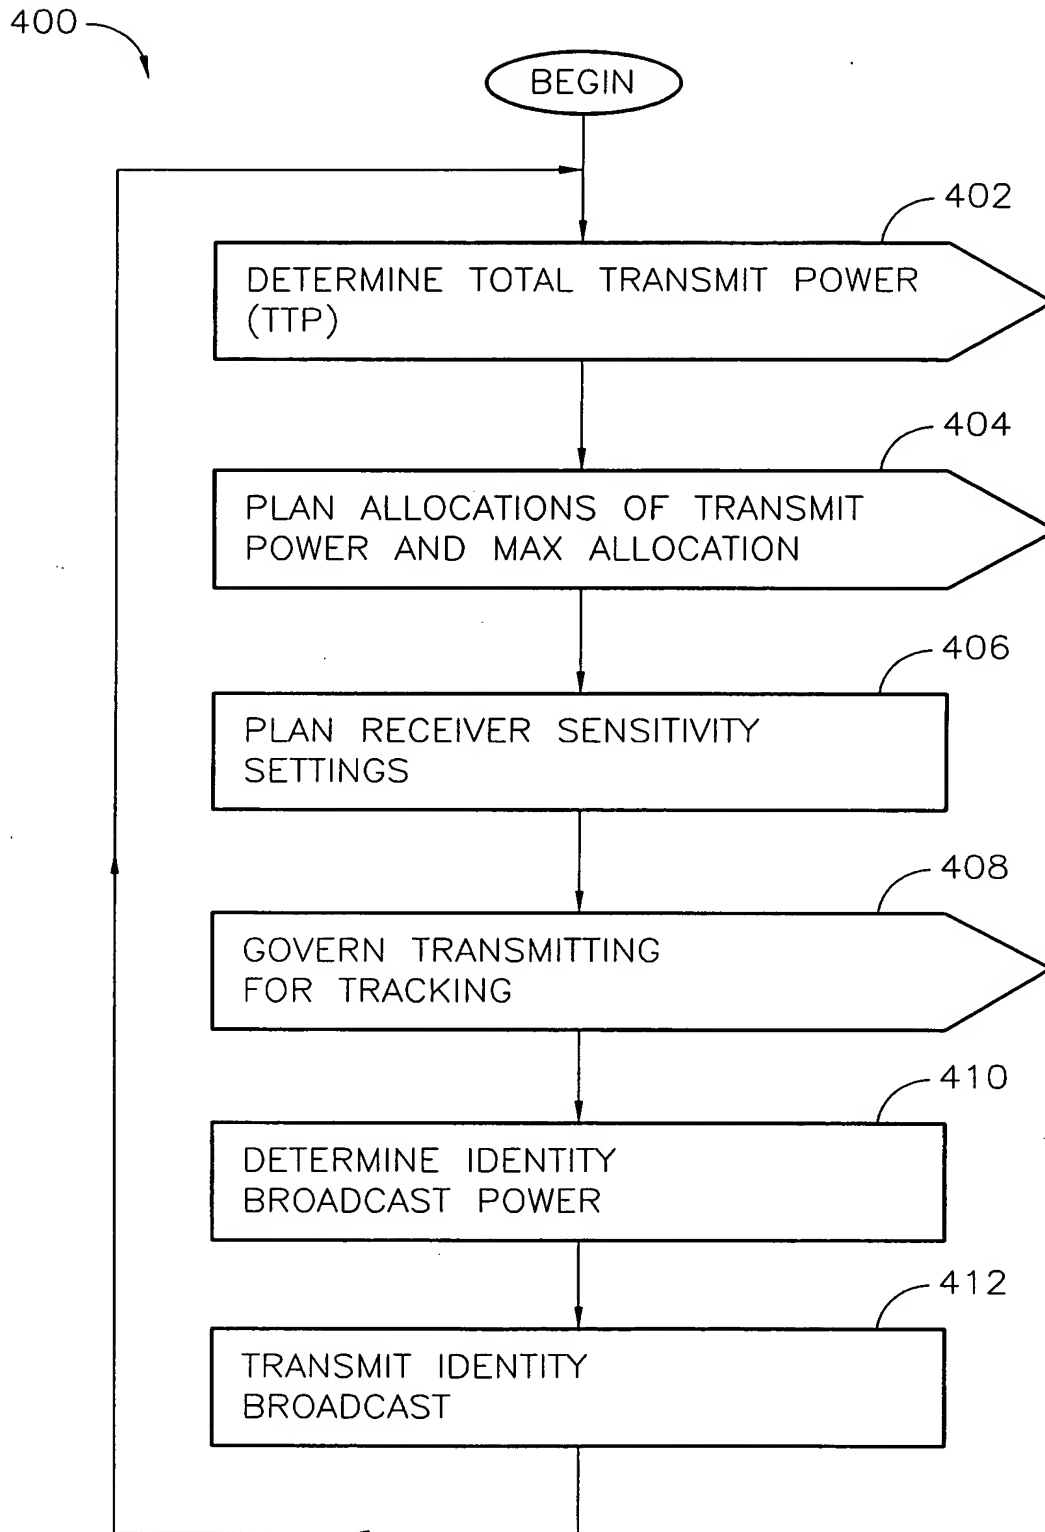 400
BEGIN
402
DETERMINE TOTAL TRANSMIT POWER
(TTP)
404
PLAN ALLOCATIONS OF TRANSMIT
POWER AND MAX ALLOCATION
406
PLAN RECEIVER SENSITIVITY
SETTINGS
408
GOVERN TRANSMITTING
FOR TRACKING
410
DETERMINE IDENTITY
BROADCAST POWER
412
TRANSMIT IDENTITY
BROADCAST